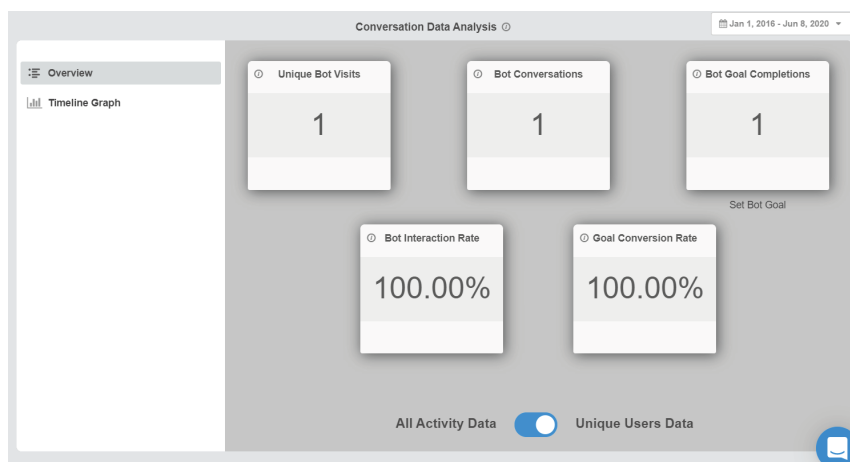 Conversation Data Analysis
Jan 1, 2016 - Jun 8, 2020
Overview
Timeline Graph
Unique Bot Visits
1
Bot Conversations
1
Bot Goal Completions
1
Set Bot Goal
Bot Interaction Rate
100.00%
Goal Conversion Rate
100.00%
All Activity Data
Unique Users Data